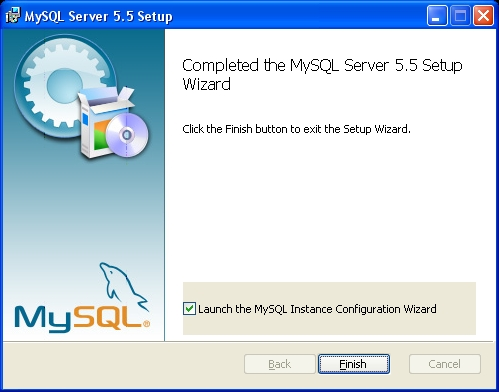 MySQL Server 5.5 Setup
Completed the MySQL Server 5.5 Setup
Wizard
Click the Finish button to exit the Setup Wizard.
MySQL®
Launch the MySQL Instance Configuration Wizard
Back Finish Cancel